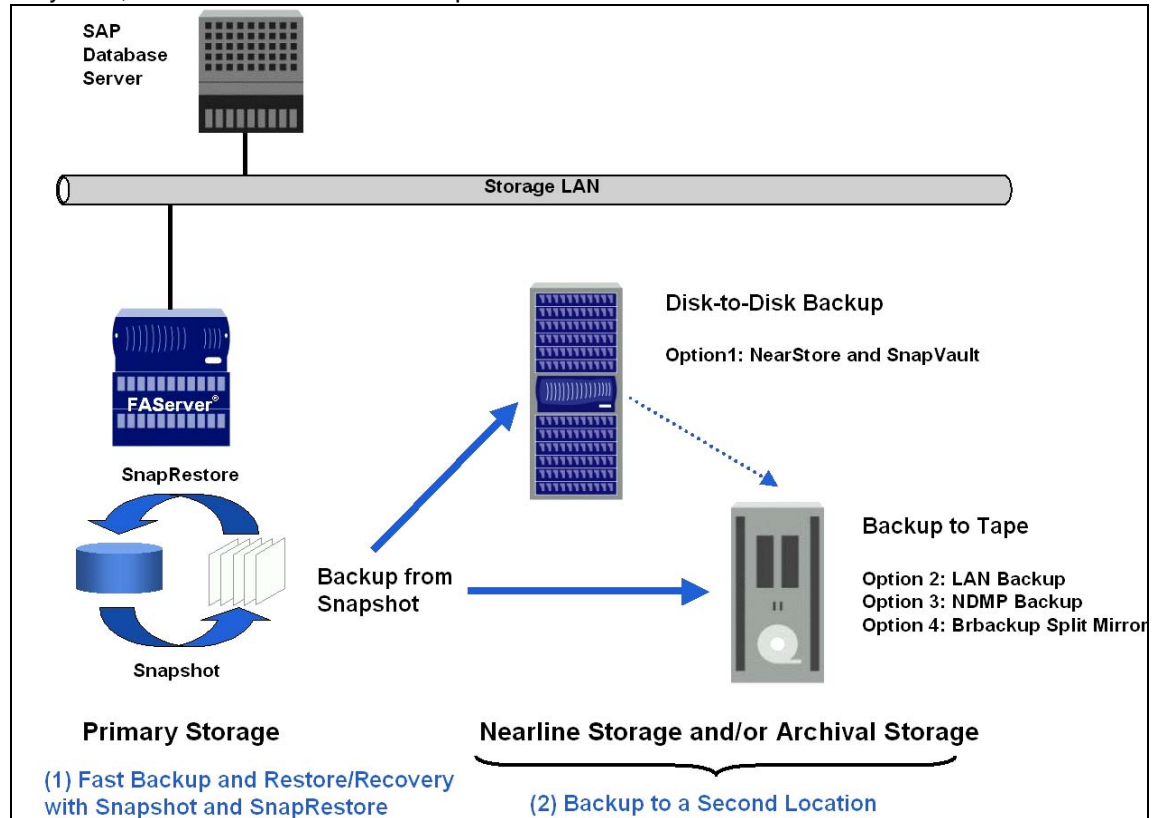 SAP
Database
Server
Storage LAN
FAServer®
SnapRestore
Snapshot
Backup from
Snapshot
Disk-to-Disk Backup
Option1: NearStore and SnapVault
Backup to Tape
Option 2: LAN Backup
Option 3: NDMP Backup
Option 4: Brbackup Split Mirror
Primary Storage
(1) Fast Backup and Restore/Recovery
with Snapshot and SnapRestore
Nearline Storage and/or Archival Storage
(2) Backup to a Second Location